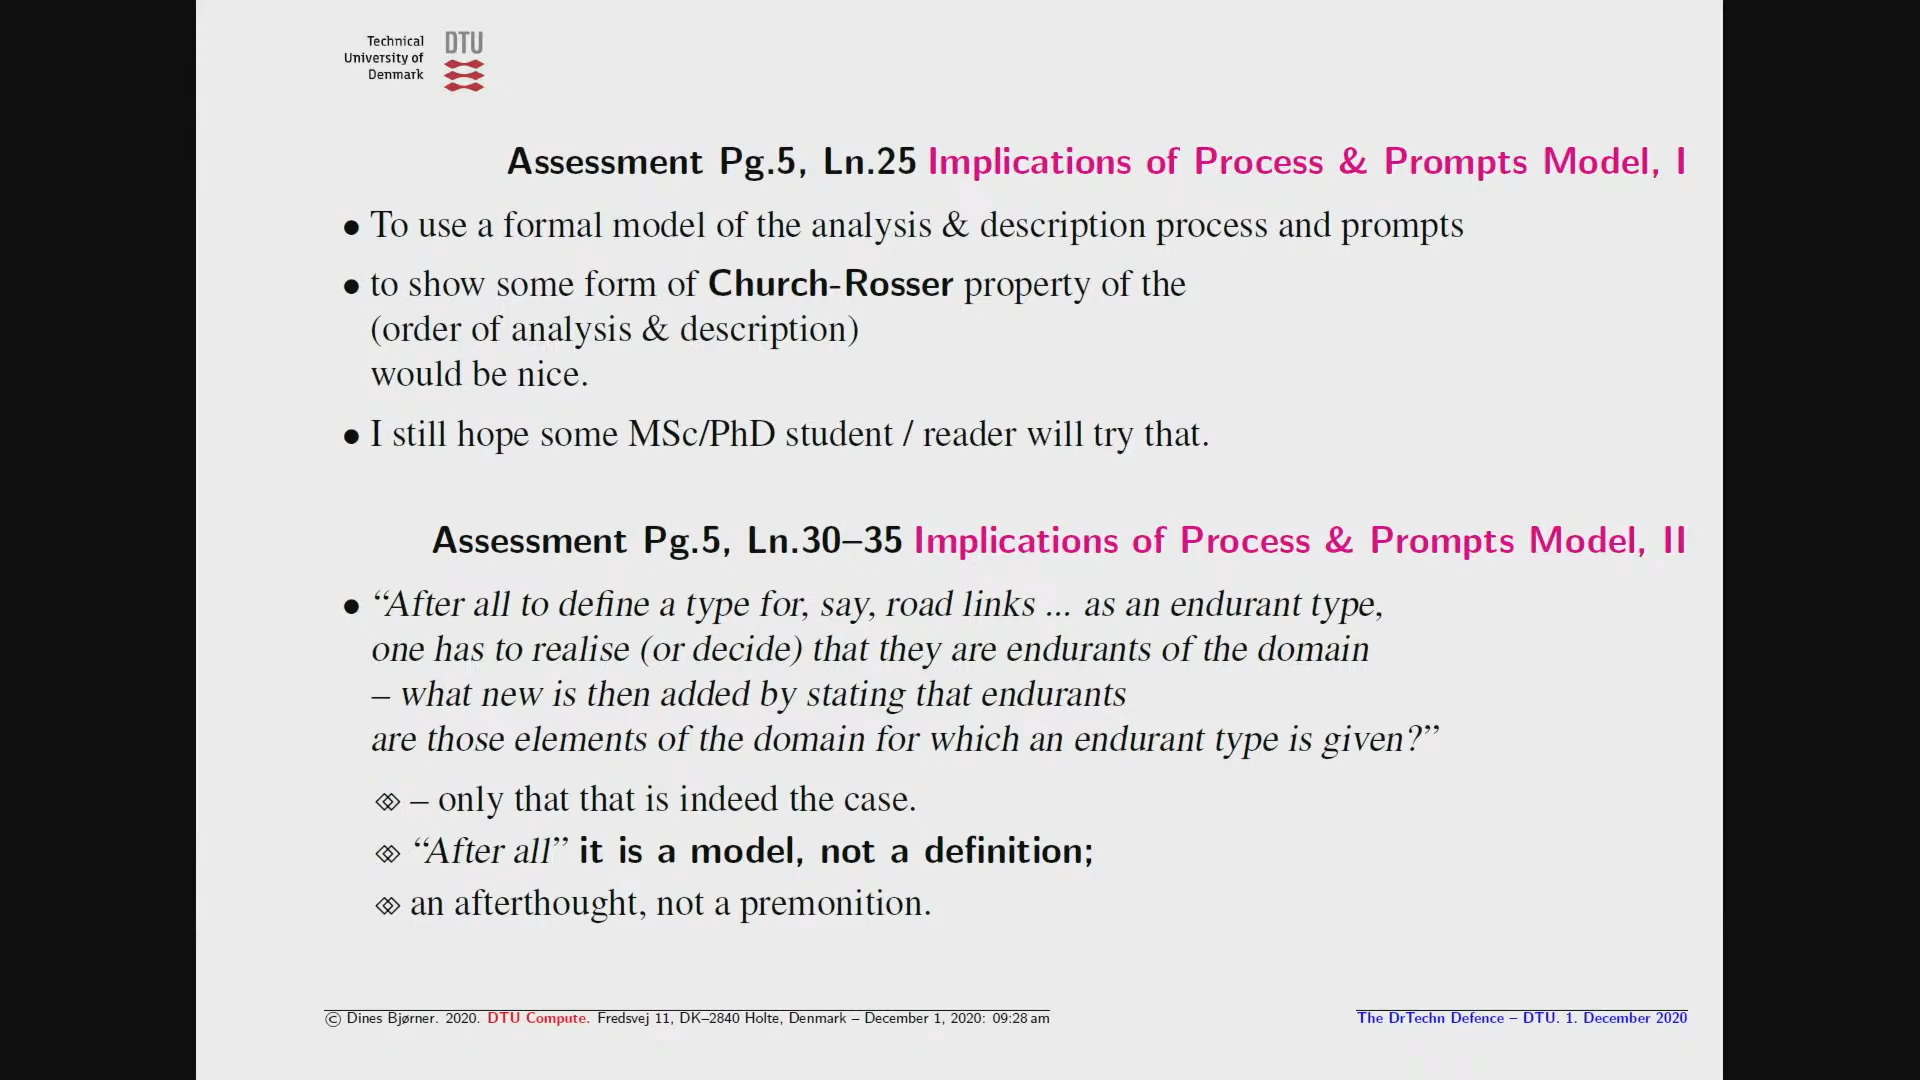 Technical
University of
Denmark
DTU
Assessment Pg.5, Ln.25 Implications of Process & Prompts Model, I
• To use a formal model of the analysis & description process and prompts
• to show some form of Church-Rosser property of the
(order of analysis & description)
would be nice.
• I still hope some MSc/PhD student / reader will try that.
Assessment Pg.5, Ln.30–35 Implications of Process & Prompts Model, II
• “After all to define a type for, say, road links ... as an endurant type,
one has to realise (or decide) that they are endurants of the domain
– what new is then added by stating that endurants
are those elements of the domain for which an endurant type is given?”
– only that that is indeed the case.
“After all” it is a model, not a definition;
an afterthought, not a premonition.
© Dines Bjørner. 2020. DTU Compute. Fredsvej 11, DK–2840 Holte, Denmark – December 1, 2020: 09:28 am
The DrTechn Defence – DTU. 1. December 2020